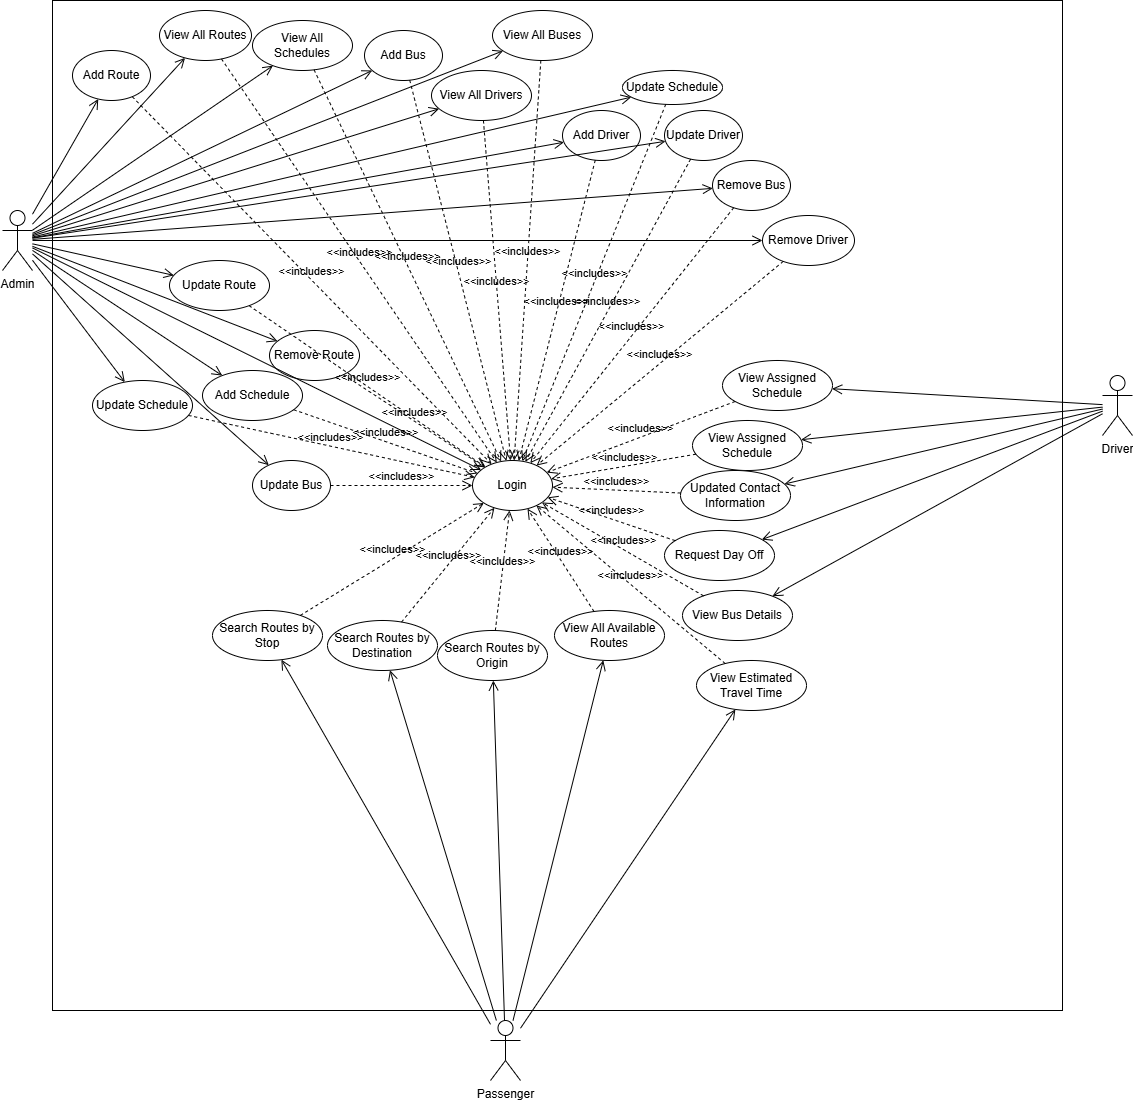 View All Routes
View All
Schedules
Add Bus
View All Buses
Add Route
View All Drivers
Update Schedule
Add Driver
Update Driver
Remove Bus
Remove Driver
Admin
<<includes>>
<<includes>>
<<includes>>
<<includes>>
<<includes>>
<<includes>>
<<includes>>
<<includes>>
<<includes>>
<<includes>>
<<includes>>
Update Route
Remove Route
<<includes>>
<<includes>>
Update Schedule
Add Schedule
<<includes>>
<<includes>>
Update Bus
<<includes>>
Login
View Assigned
Schedule
<<includes>>
View Assigned
Schedule
<<includes>>
Driver
Updated Contact
Information
<<includes>>
<<includes>>
Request Day Off
<<includes>>
<<includes>>
<<includes>>
<<includes>>
<<includes>>
<<includes>>
View Bus Details
Search Routes by
Stop
Search Routes by
Destination
Search Routes by
Origin
View All Available
Routes
View Estimated
Travel Time
Passenger